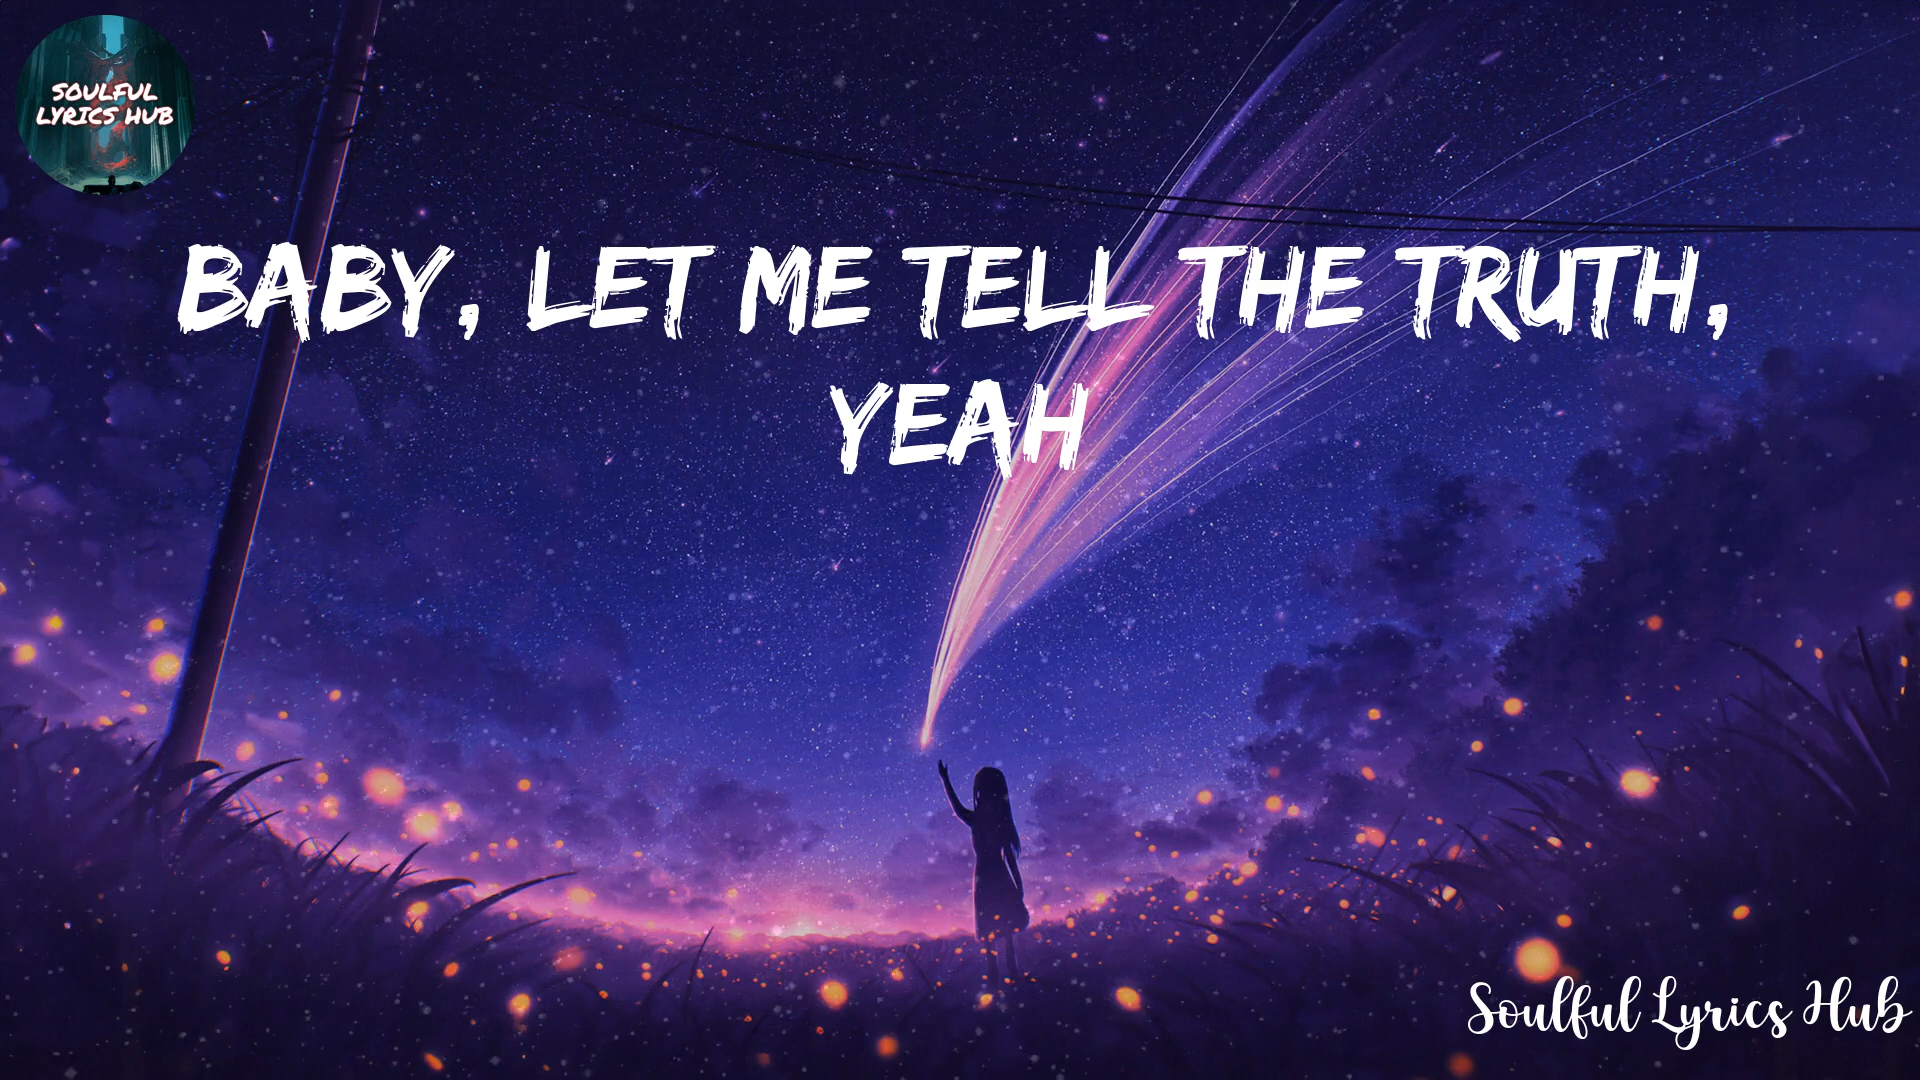 SOULFUL
LYRICS HUB
BABY, LET ME TELL THE TRUTH,
YEAH
Soulful Lyrics Hub